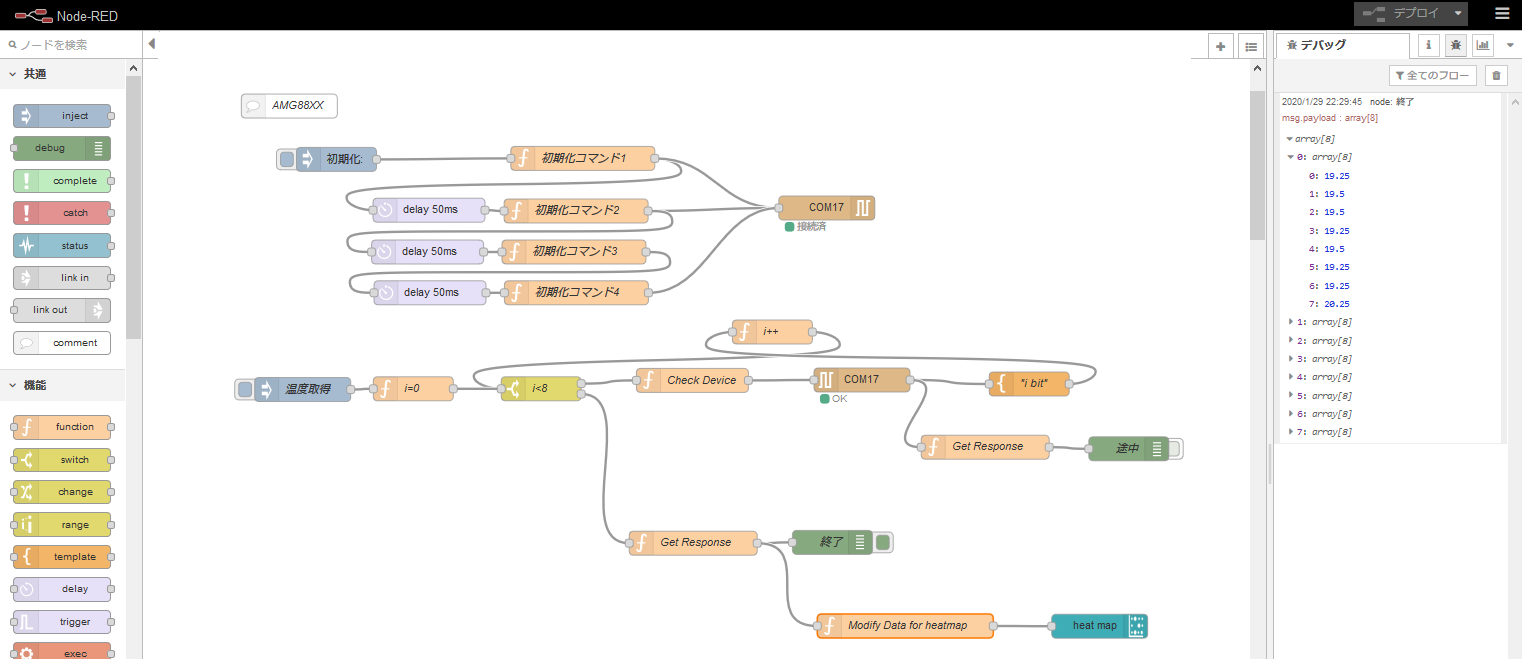 Node-RED
デプロイ
ノードを検索
共通
inject
debug
complete
catch
status
link in
link out
comment
機能
function
switch
change
range
template
delay
trigger
exec
AMG88XX
初期化:
初期化コマンド1
delay 50ms
初期化コマンド2
COM17
接続済
delay 50ms
初期化コマンド3
delay 50ms
初期化コマンド4
i++
温度取得
i=0
i<8
Check Device
COM17
OK
"i bit"
Get Response
途中
Get Response
終了
Modify Data for heatmap
heat map
デバッグ
全てのフロー
2020/1/29 22:29:45 node: 終了
msg.payload : array[8]
array[8]
0: array[8]
0: 19.25
1: 19.5
2: 19.5
3: 19.25
4: 19.5
5: 19.25
6: 19.25
7: 20.25
1: array[8]
2: array[8]
3: array[8]
4: array[8]
5: array[8]
6: array[8]
7: array[8]